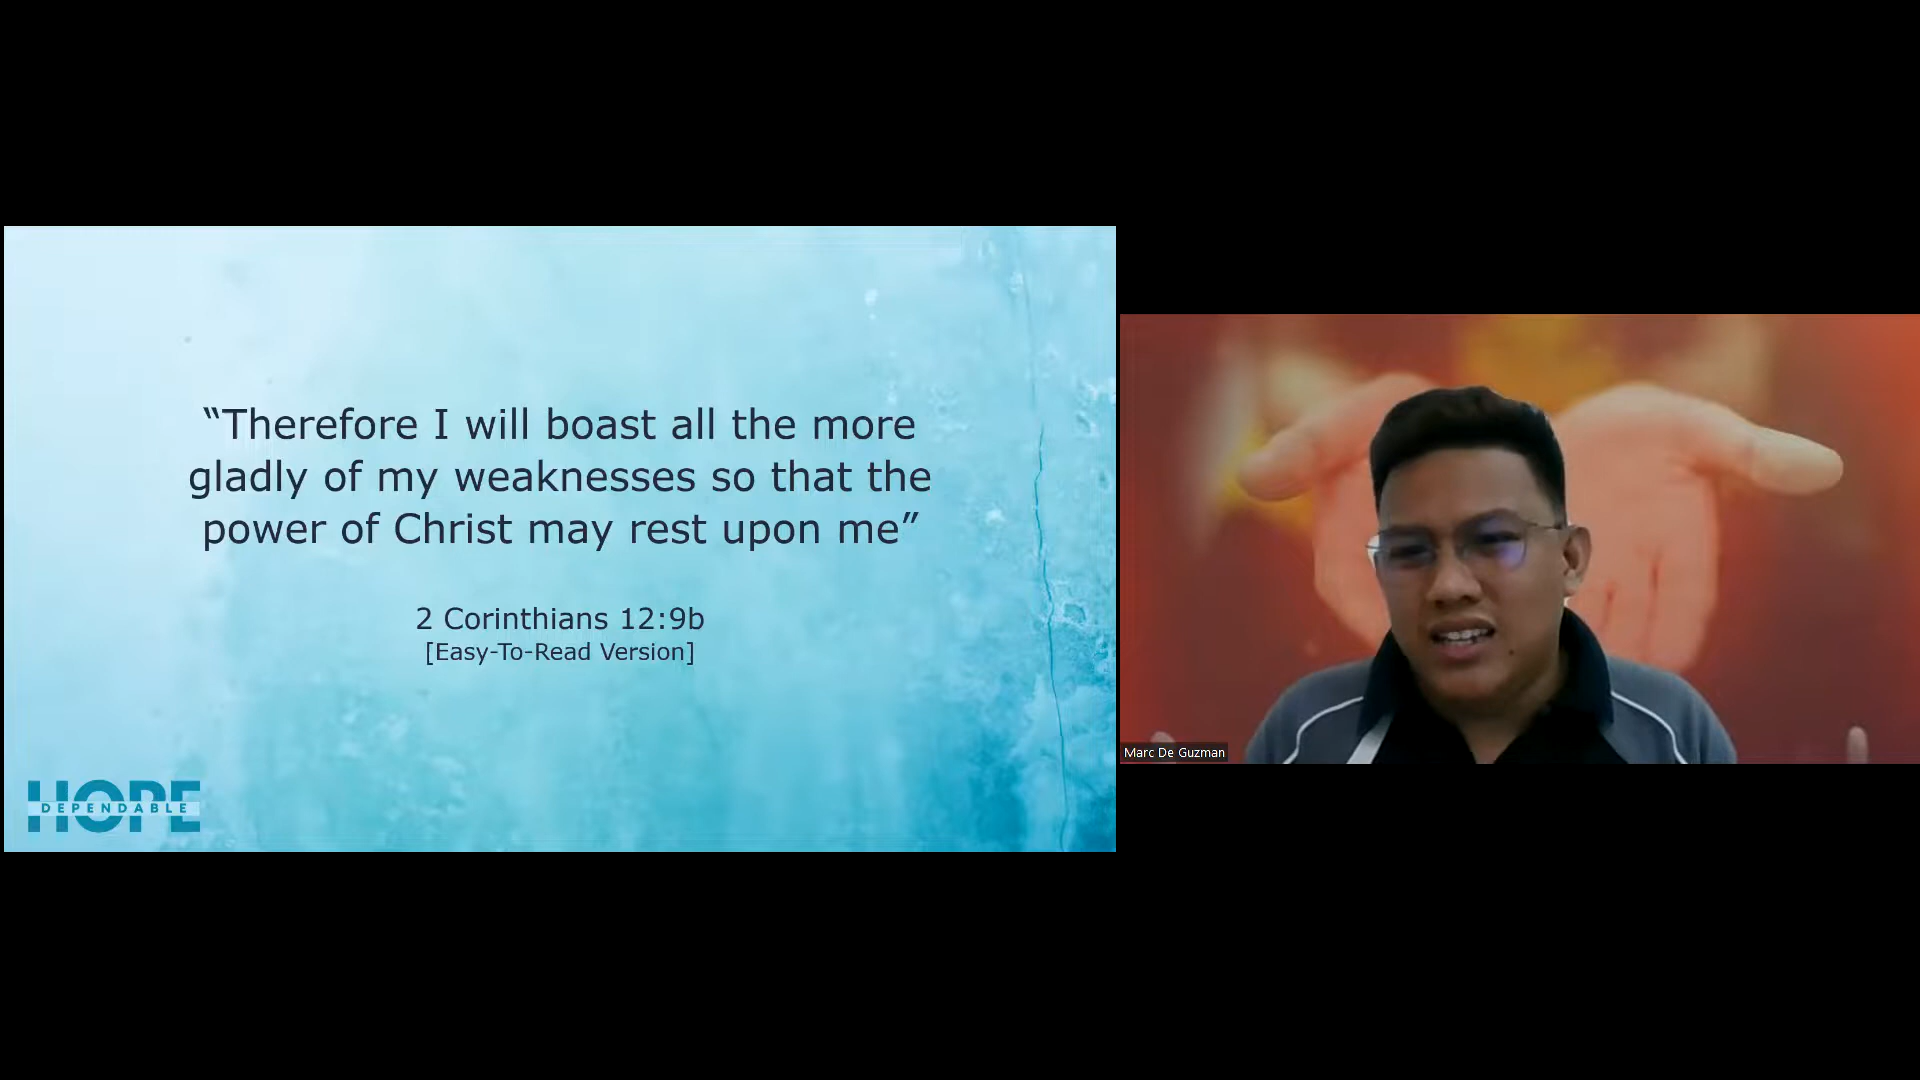 “Therefore I will boast all the more
gladly of my weaknesses so that the
power of Christ may rest upon me”
2 Corinthians 12:9b
[Easy-To-Read Version]
HOPE
DEPENDABLE
Marc De Guzman